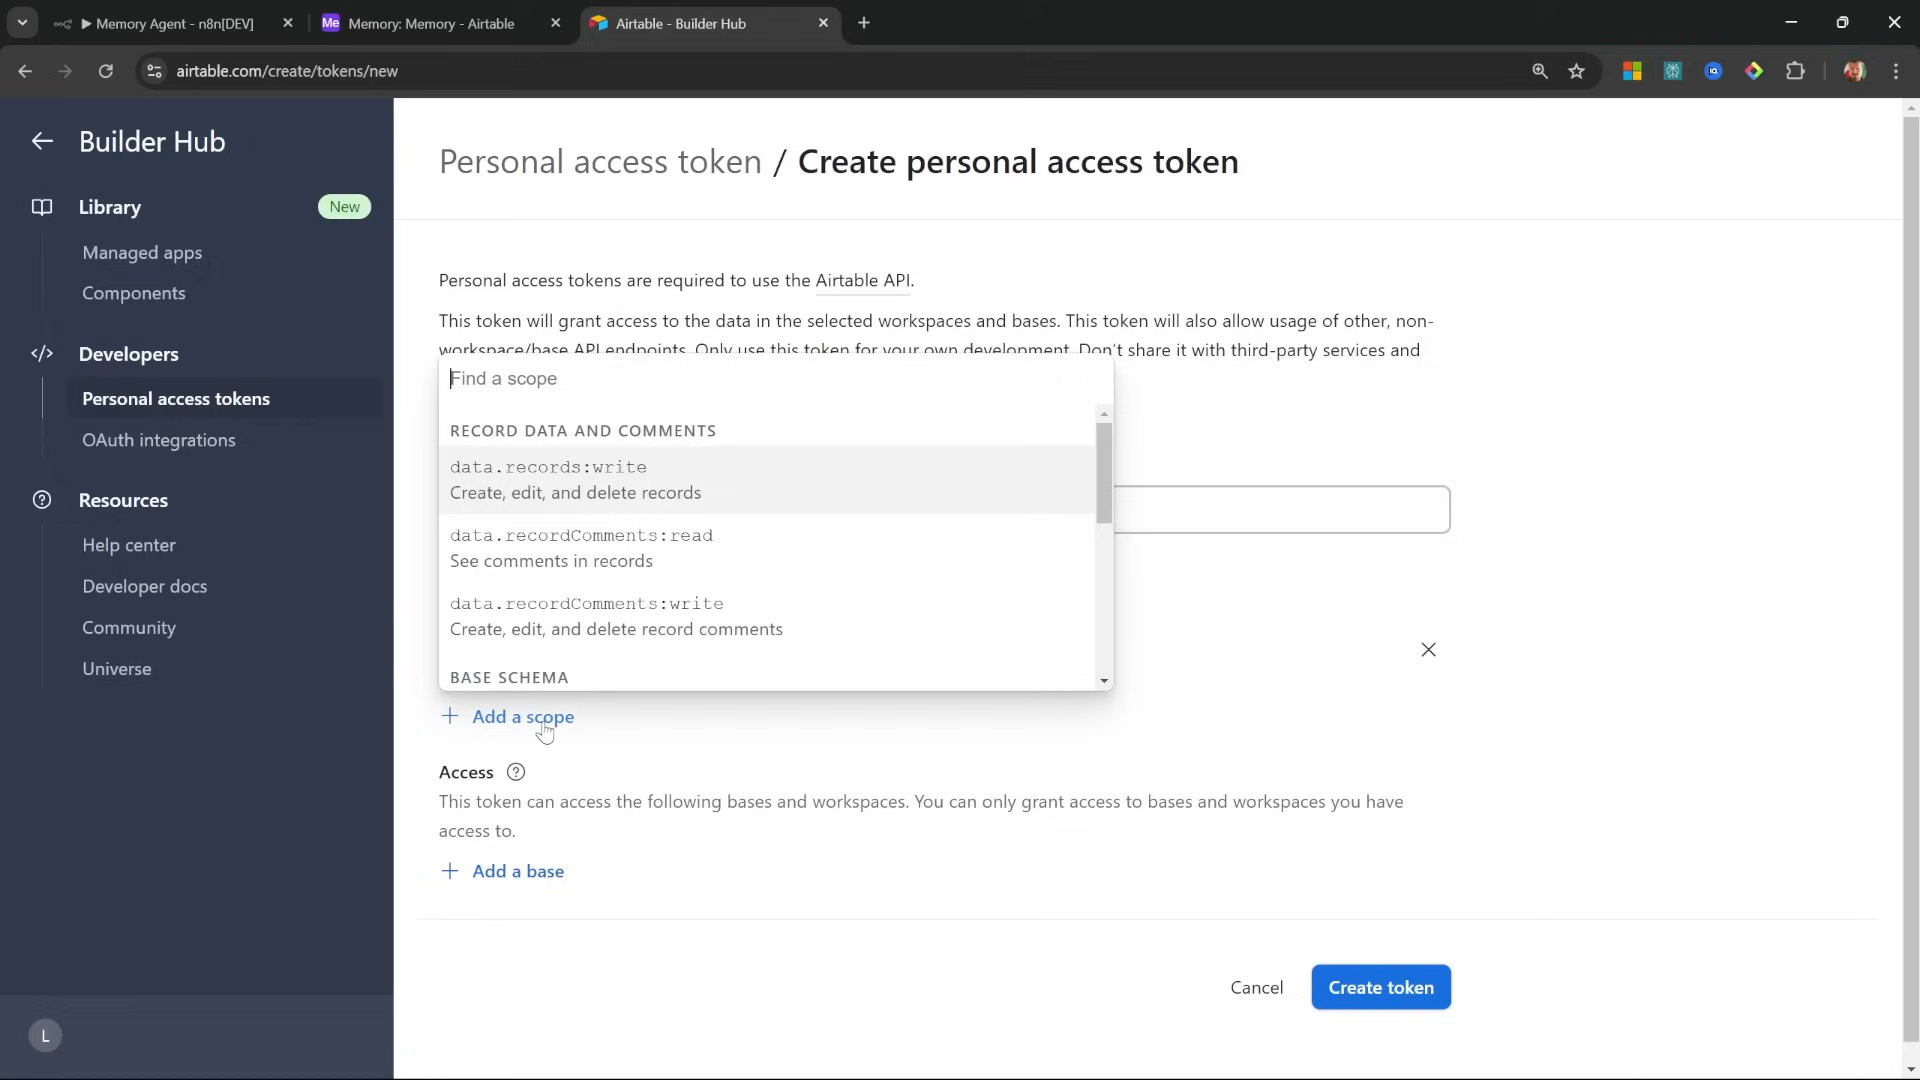 Memory Agent - n8n[DEV]
Me
Memory: Memory - Airtable
Airtable - Builder Hub
airtable.com/create/tokens/new
Builder Hub
Library
New
Managed apps
Components
Developers
Personal access tokens
OAuth integrations
Resources
Help center
Developer docs
Community
Universe
L
Personal access token / Create personal access token
Personal access tokens are required to use the Airtable API.
This token will grant access to the data in the selected workspaces and bases. This token will also allow usage of other, non-
workspace/base API endpoints. Only use this token for your own development. Don't share it with third-party services and
Find a scope
RECORD DATA AND COMMENTS
data.records:write
Create, edit, and delete records
data.recordComments:read
See comments in records
data.recordComments:write
Create, edit, and delete record comments
BASE SCHEMA
+ Add a scope
Access ?
This token can access the following bases and workspaces. You can only grant access to bases and workspaces you have
access to.
+ Add a base
Cancel
Create token